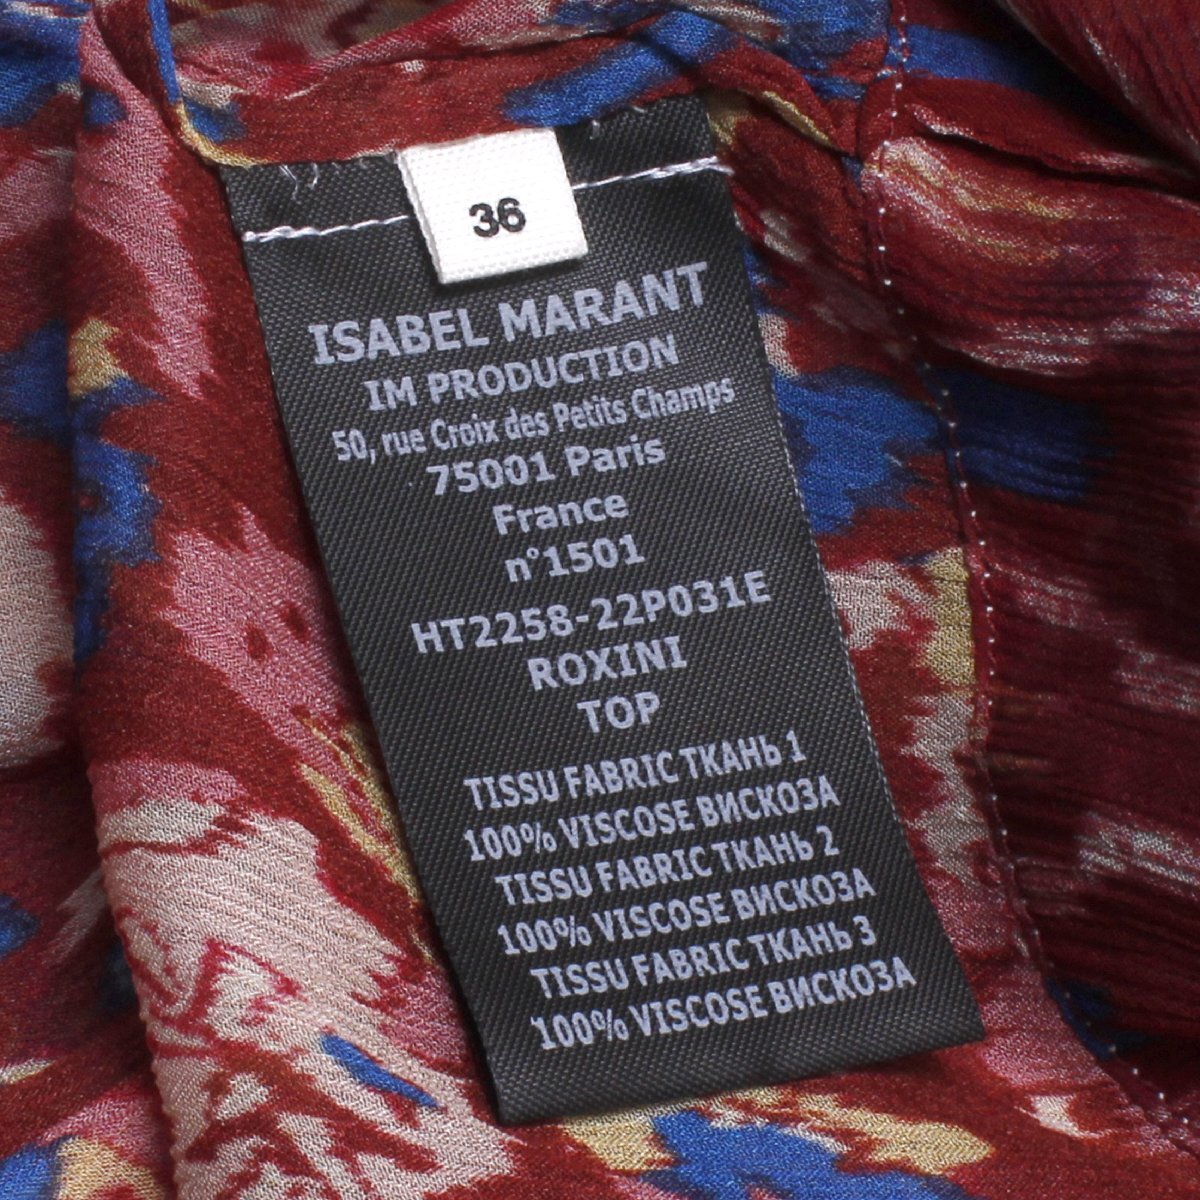 36
ISABEL MARANT
IM PRODUCTION
50, rue Croix des Petits Champs
75001 Paris
France
n°1501
HT2258-22P031E
ROXINI
TOP
TISSU FABRIC ТКАНЬ 1
100% VISCOSE ВИСКОЗА
TISSU FABRIC ТКАНЬ 2
100% VISCOSE ВИСКОЗА
TISSU FABRIC ТКАНЬ 3
100% VISCOSE ВИСКОЗА